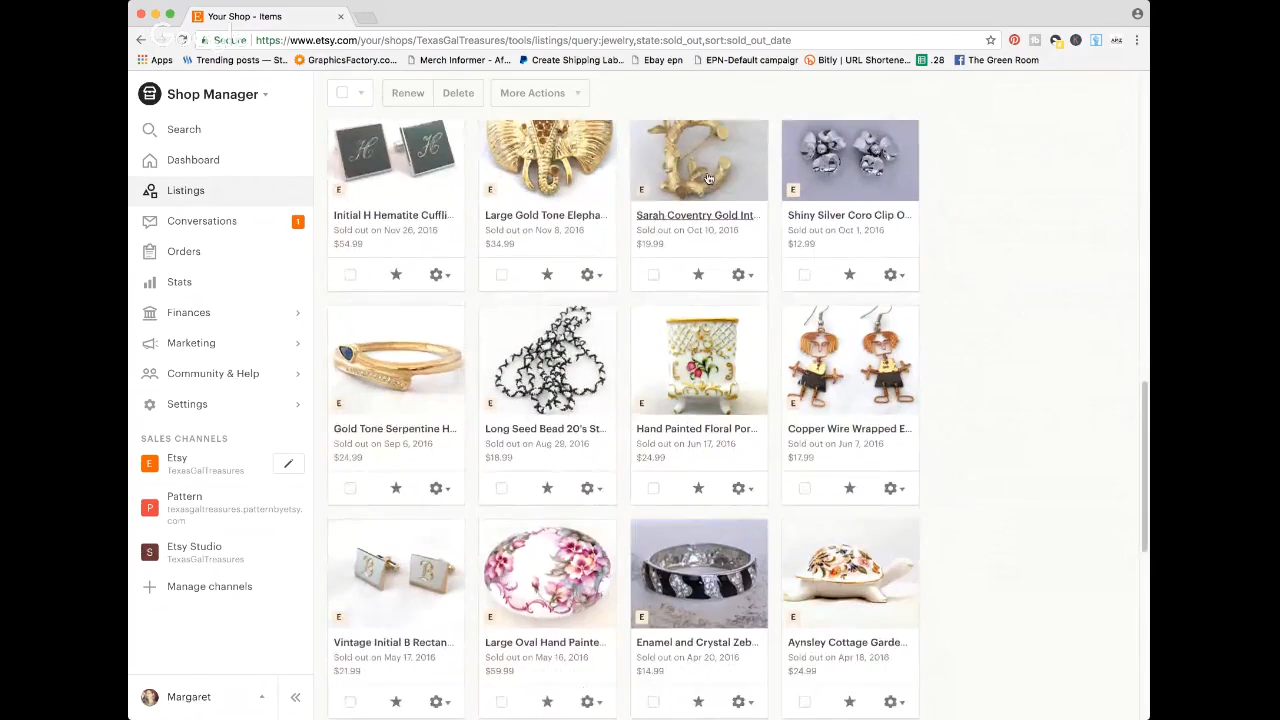 Your Shop - Items
Google
Secure https://www.etsy.com/your/shops/TexasGalTreasures/tools/listings/query:jewelry,state:sold_out,sort:sold_out_date
Apps Trending posts — St... GraphicsFactory.co... Merch Informer - Af... Create Shipping Lab... Ebay epn EPN-Default campaign Bitly | URL Shortene... .28 The Green Room
Shop Manager
Search
Dashboard
Listings
Conversations 1
Orders
Stats
Finances
Marketing
Community & Help
Settings
SALES CHANNELS
E Etsy
TexasGalTreasures
P Pattern
texasgaltreasures.patternbyetsy.
com
S Etsy Studio
TexasGalTreasures
Manage channels
Margaret
Renew Delete More Actions
H H
E E E E
Initial H Hematite Cuffli... Large Gold Tone Elepha... Sarah Coventry Gold Int... Shiny Silver Coro Clip O...
Sold out on Nov 26, 2016 Sold out on Nov 8, 2016 Sold out on Oct 10, 2016 Sold out on Oct 1, 2016
$54.99 $34.99 $19.99 $12.99
E E E E
Gold Tone Serpentine H... Long Seed Bead 20's St... Hand Painted Floral Por... Copper Wire Wrapped E...
Sold out on Sep 6, 2016 Sold out on Aug 29, 2016 Sold out on Jun 17, 2016 Sold out on Jun 7, 2016
$24.99 $18.99 $24.99 $17.99
B B
E E E E
Vintage Initial B Rectan... Large Oval Hand Painte... Enamel and Crystal Zeb... Aynsley Cottage Garde...
Sold out on May 17, 2016 Sold out on May 16, 2016 Sold out on Apr 20, 2016 Sold out on Apr 18, 2016
$21.99 $59.99 $14.99 $24.99